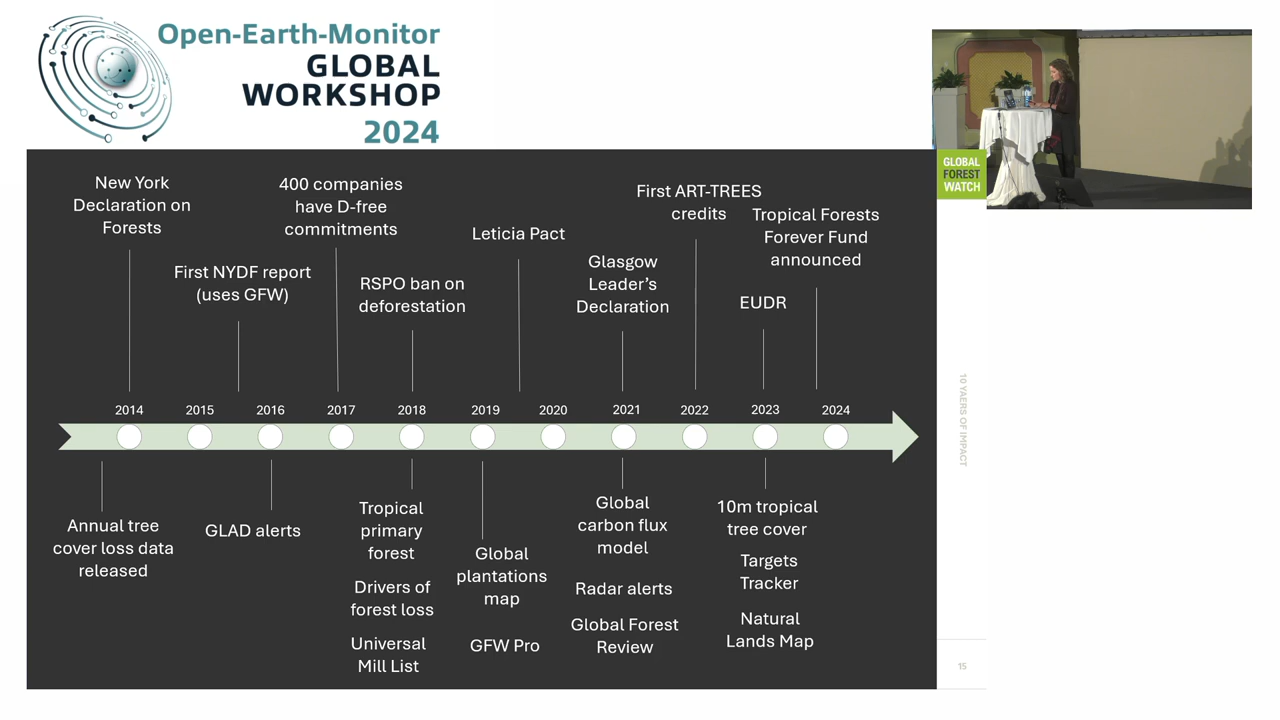 Open-Earth-Monitor
GLOBAL
WORKSHOP
2024
GLOBAL
FOREST
WATCH
New York
Declaration on
Forests
First NYDF report
(uses GFW)
400 companies
have D-free
commitments
RSPO ban on
deforestation
Leticia Pact
Glasgow
Leader’s
Declaration
First ART-TREES
credits
EUDR
Tropical Forests
Forever Fund
announced
2014
2015
2016
2017
2018
2019
2020
2021
2022
2023
2024
Annual tree
cover loss data
released
GLAD alerts
Tropical
primary
forest
Drivers of
forest loss
Universal
Mill List
Global
plantations
map
GFW Pro
Global
carbon flux
model
Radar alerts
Global Forest
Review
10m tropical
tree cover
Targets
Tracker
Natural
Lands Map
10 YAERS OF IMPACT
15